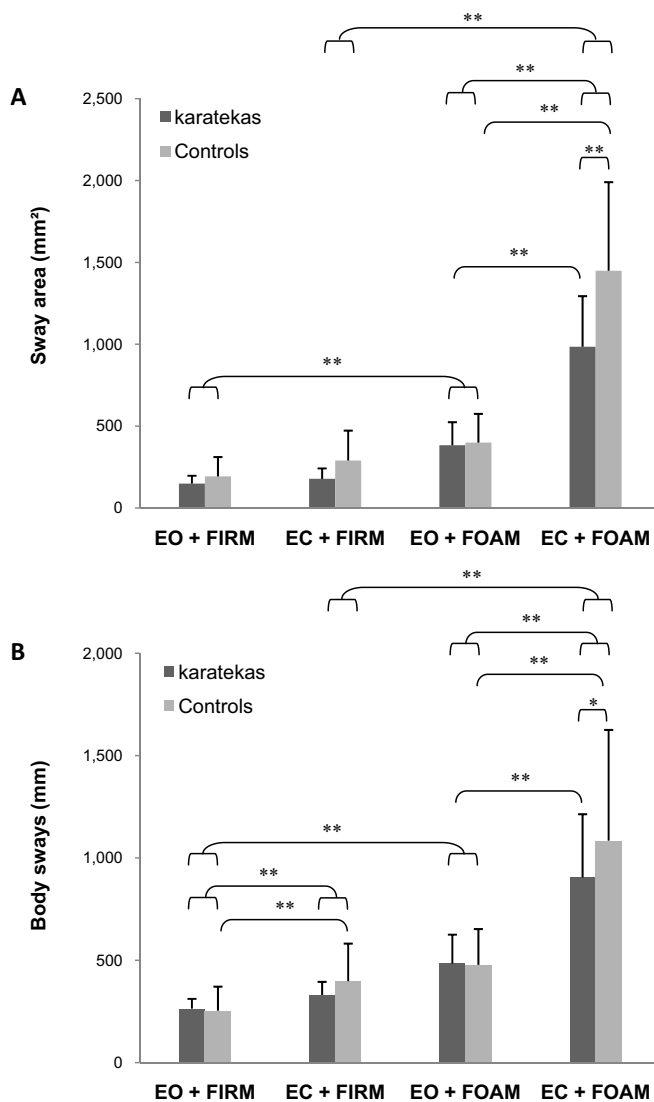 **
A
**
2,500
karatekas
**
Controls
**
2,000
Sway area (mm²)
1,500
**
1,000
**
500
0
EO + FIRM EC + FIRM EO + FOAM EC + FOAM
**
B
**
2,000
karatekas
**
Controls
*
1,500
Body sways (mm)
**
1,000
**
**
**
500
0
EO + FIRM EC + FIRM EO + FOAM EC + FOAM